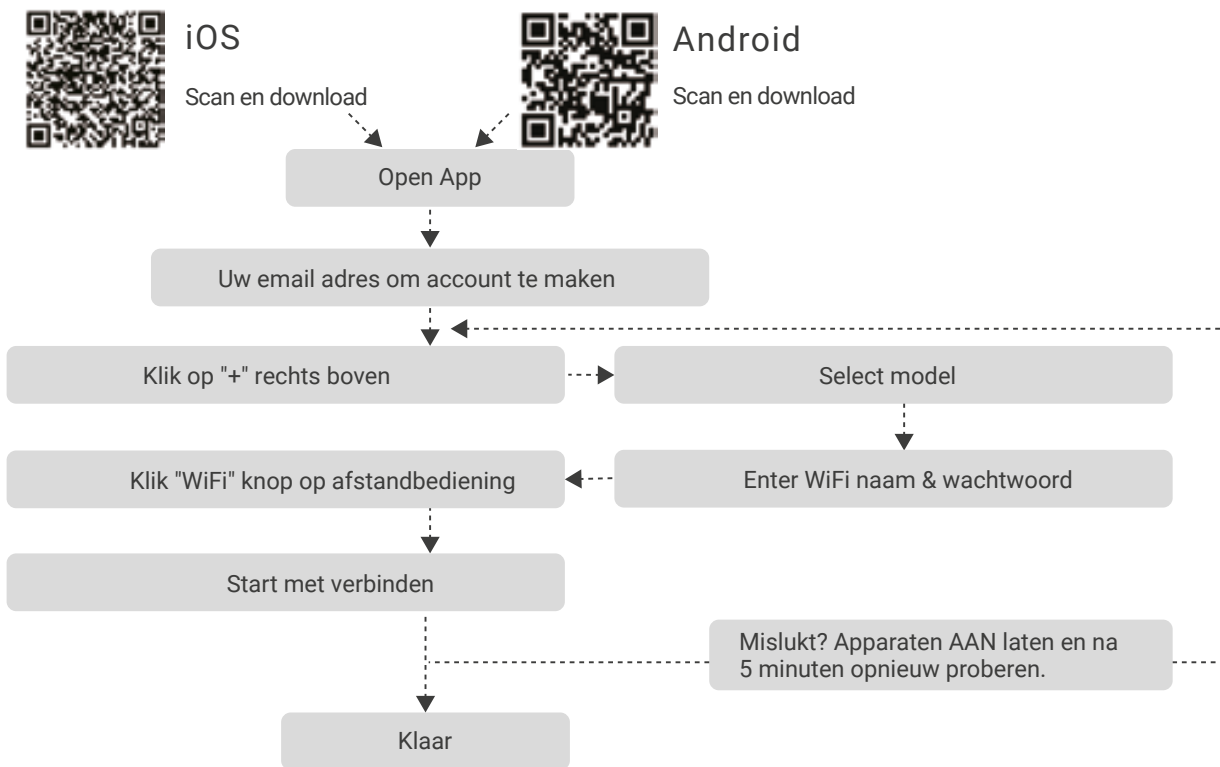 iOS
Scan en download
Android
Scan en download
Open App
Uw email adres om account te maken
Klik op "+" rechts boven
Select model
Klik "WiFi" knop op afstandbediening
Enter WiFi naam & wachtwoord
Start met verbinden
Mislukt? Apparaten AAN laten en na
5 minuten opnieuw proberen.
Klaar